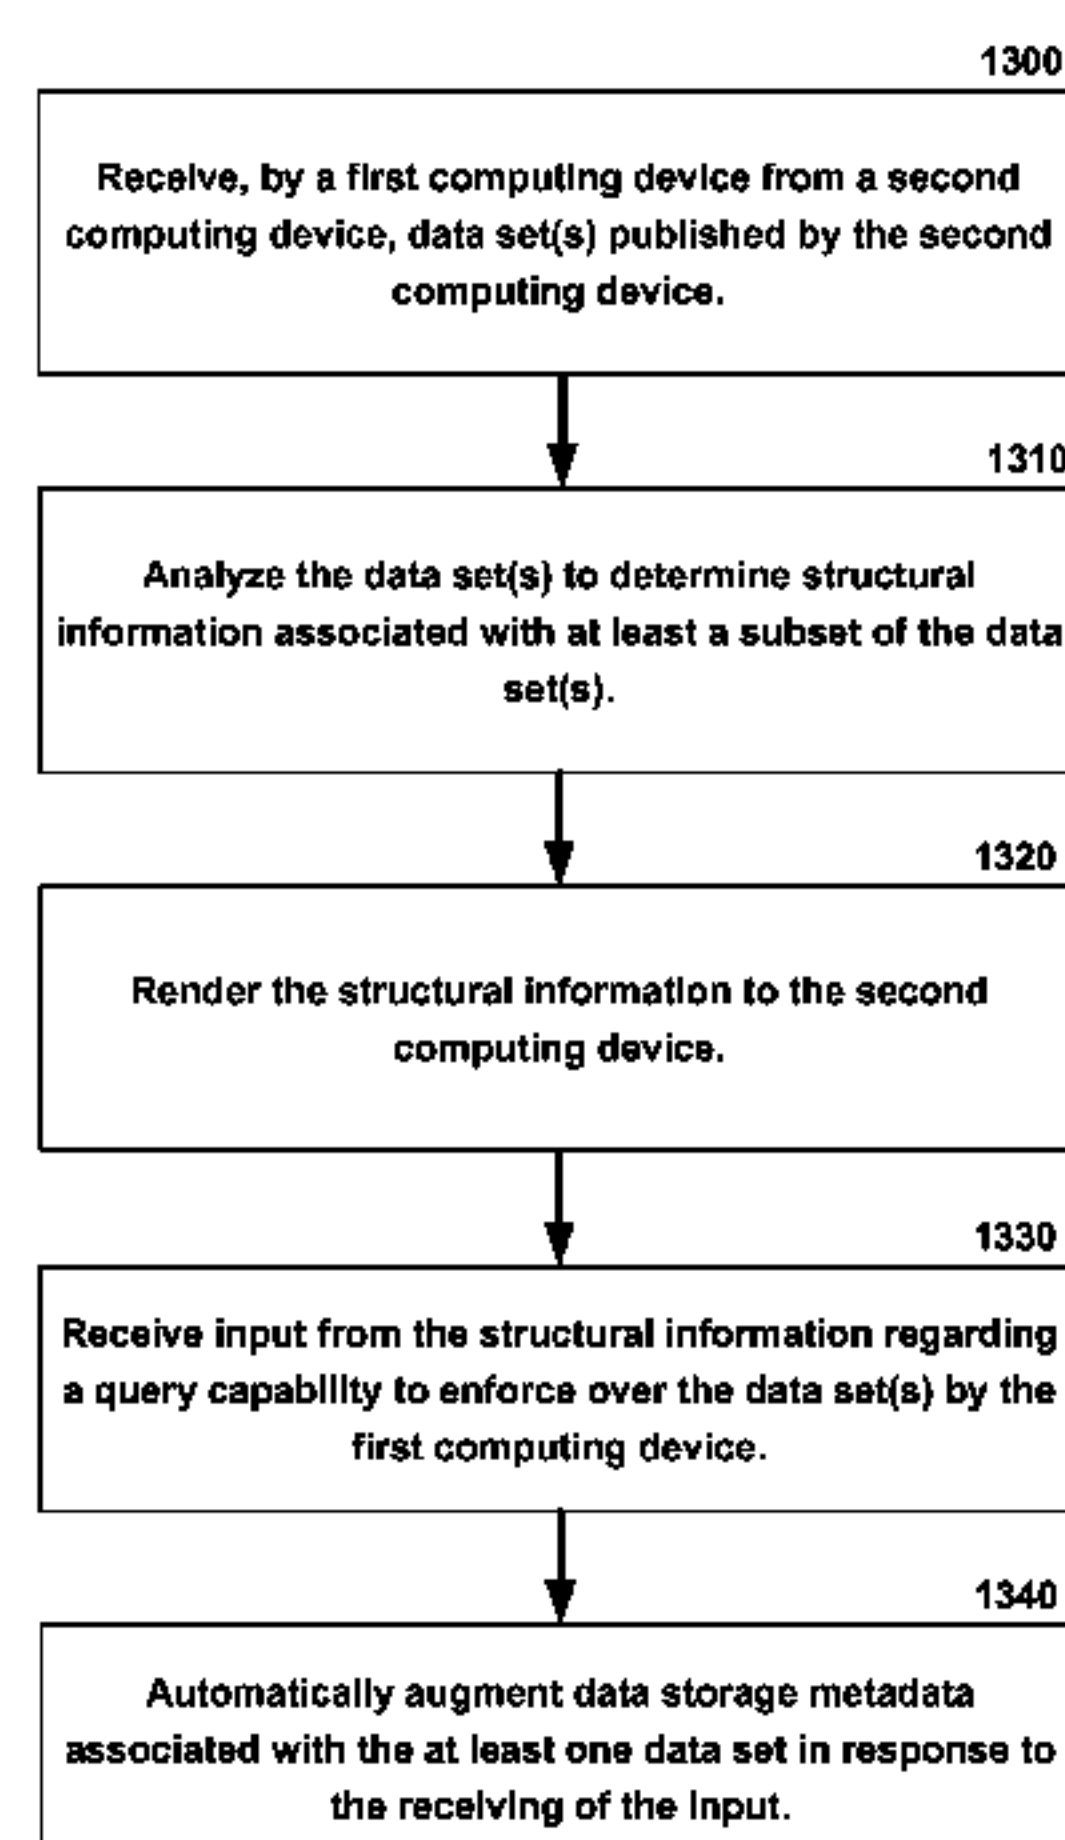 1300
Receive, by a first computing device from a second
computing device, data set(s) published by the second
computing device.
1310
Analyze the data set(s) to determine structural
information associated with at least a subset of the data
set(s).
1320
Render the structural information to the second
computing device.
1330
Receive input from the structural information regarding
a query capability to enforce over the data set(s) by the
first computing device.
1340
Automatically augment data storage metadata
associated with the at least one data set in response to
the receiving of the input.